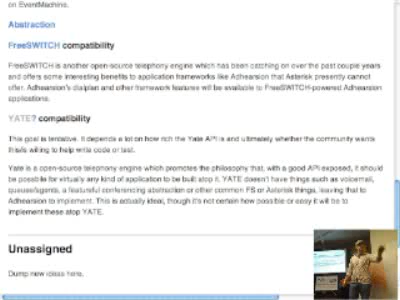 on EventMachine.
Abstraction
FreeSWITCH compatibility
FreeSWITCH is another open-source telephony engine which has been catching on over the past couple years
and offers some interesting benefits to application frameworks like Adhearsion that Asterisk presently cannot
offer. Adhearsion's dialplan and other framework features will be available to FreeSWITCH-powered Adhearsion
applications.
YATE? compatibility
This goal is tentative. It depends a lot on how rich the Yate API is and ultimately whether the community wants
this/is willing to help write code or test.
Yate is a open-source telephony engine which promotes the philosophy that, with a good API exposed, it should
be possible for virtually any kind of application to be built atop it. YATE doesn't have things such as voicemail,
queues/agents, a featureful conferencing abstraction or other common FS or Asterisk things, leaving that to
Adhearsion to implement. This is actually ideal, though it's not certain how possible or easy it will be to
implement these atop YATE.
Unassigned
Dump new ideas here.